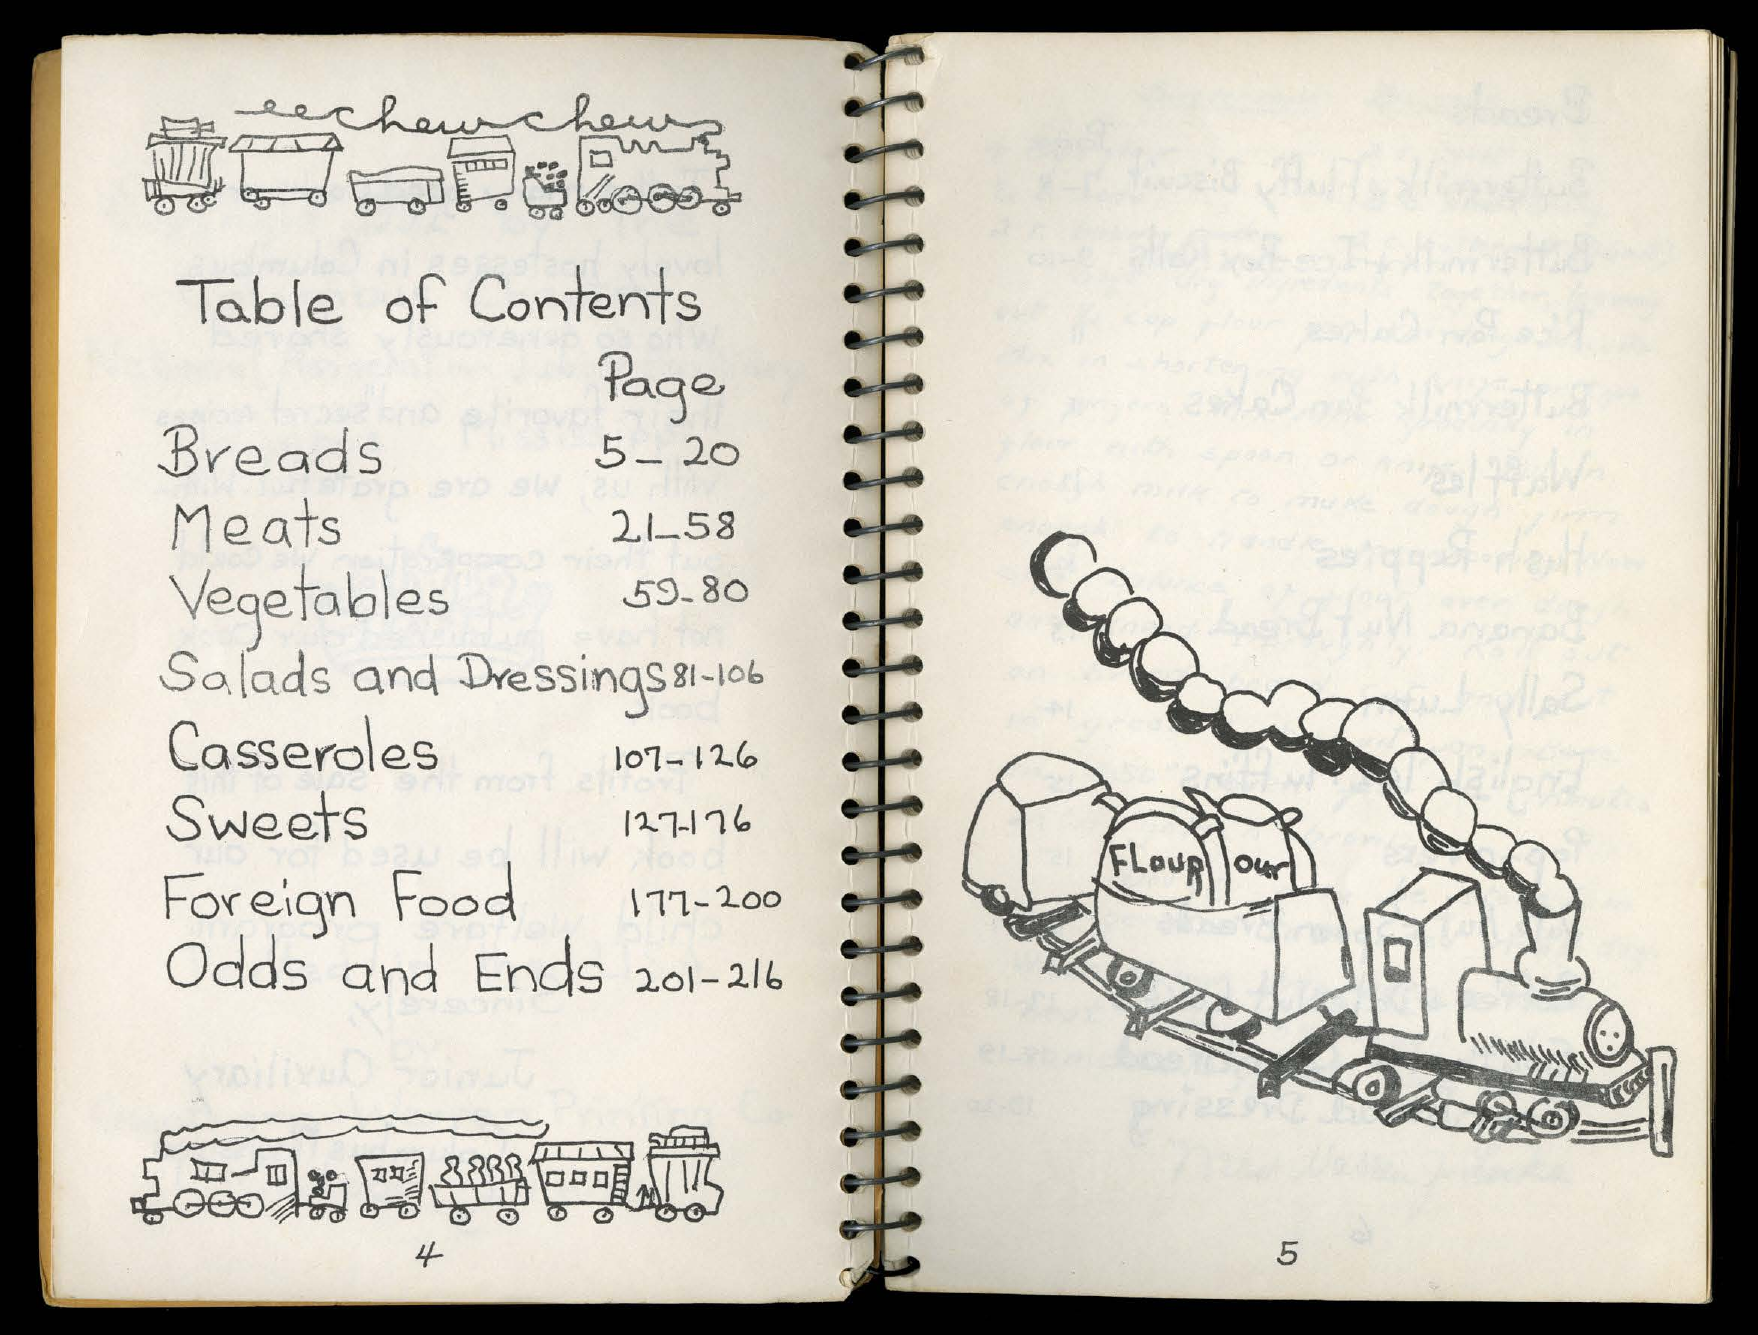 ee chew chew
Table of Contents
Page
Breads 5-20
Meats 21-58
Vegetables 59-80
Salads and Dressings 81-106
Casseroles 107-126
Sweets 127-176
Foreign Food 177-200
Odds and Ends 201-216
4
FLOUR OUR
5